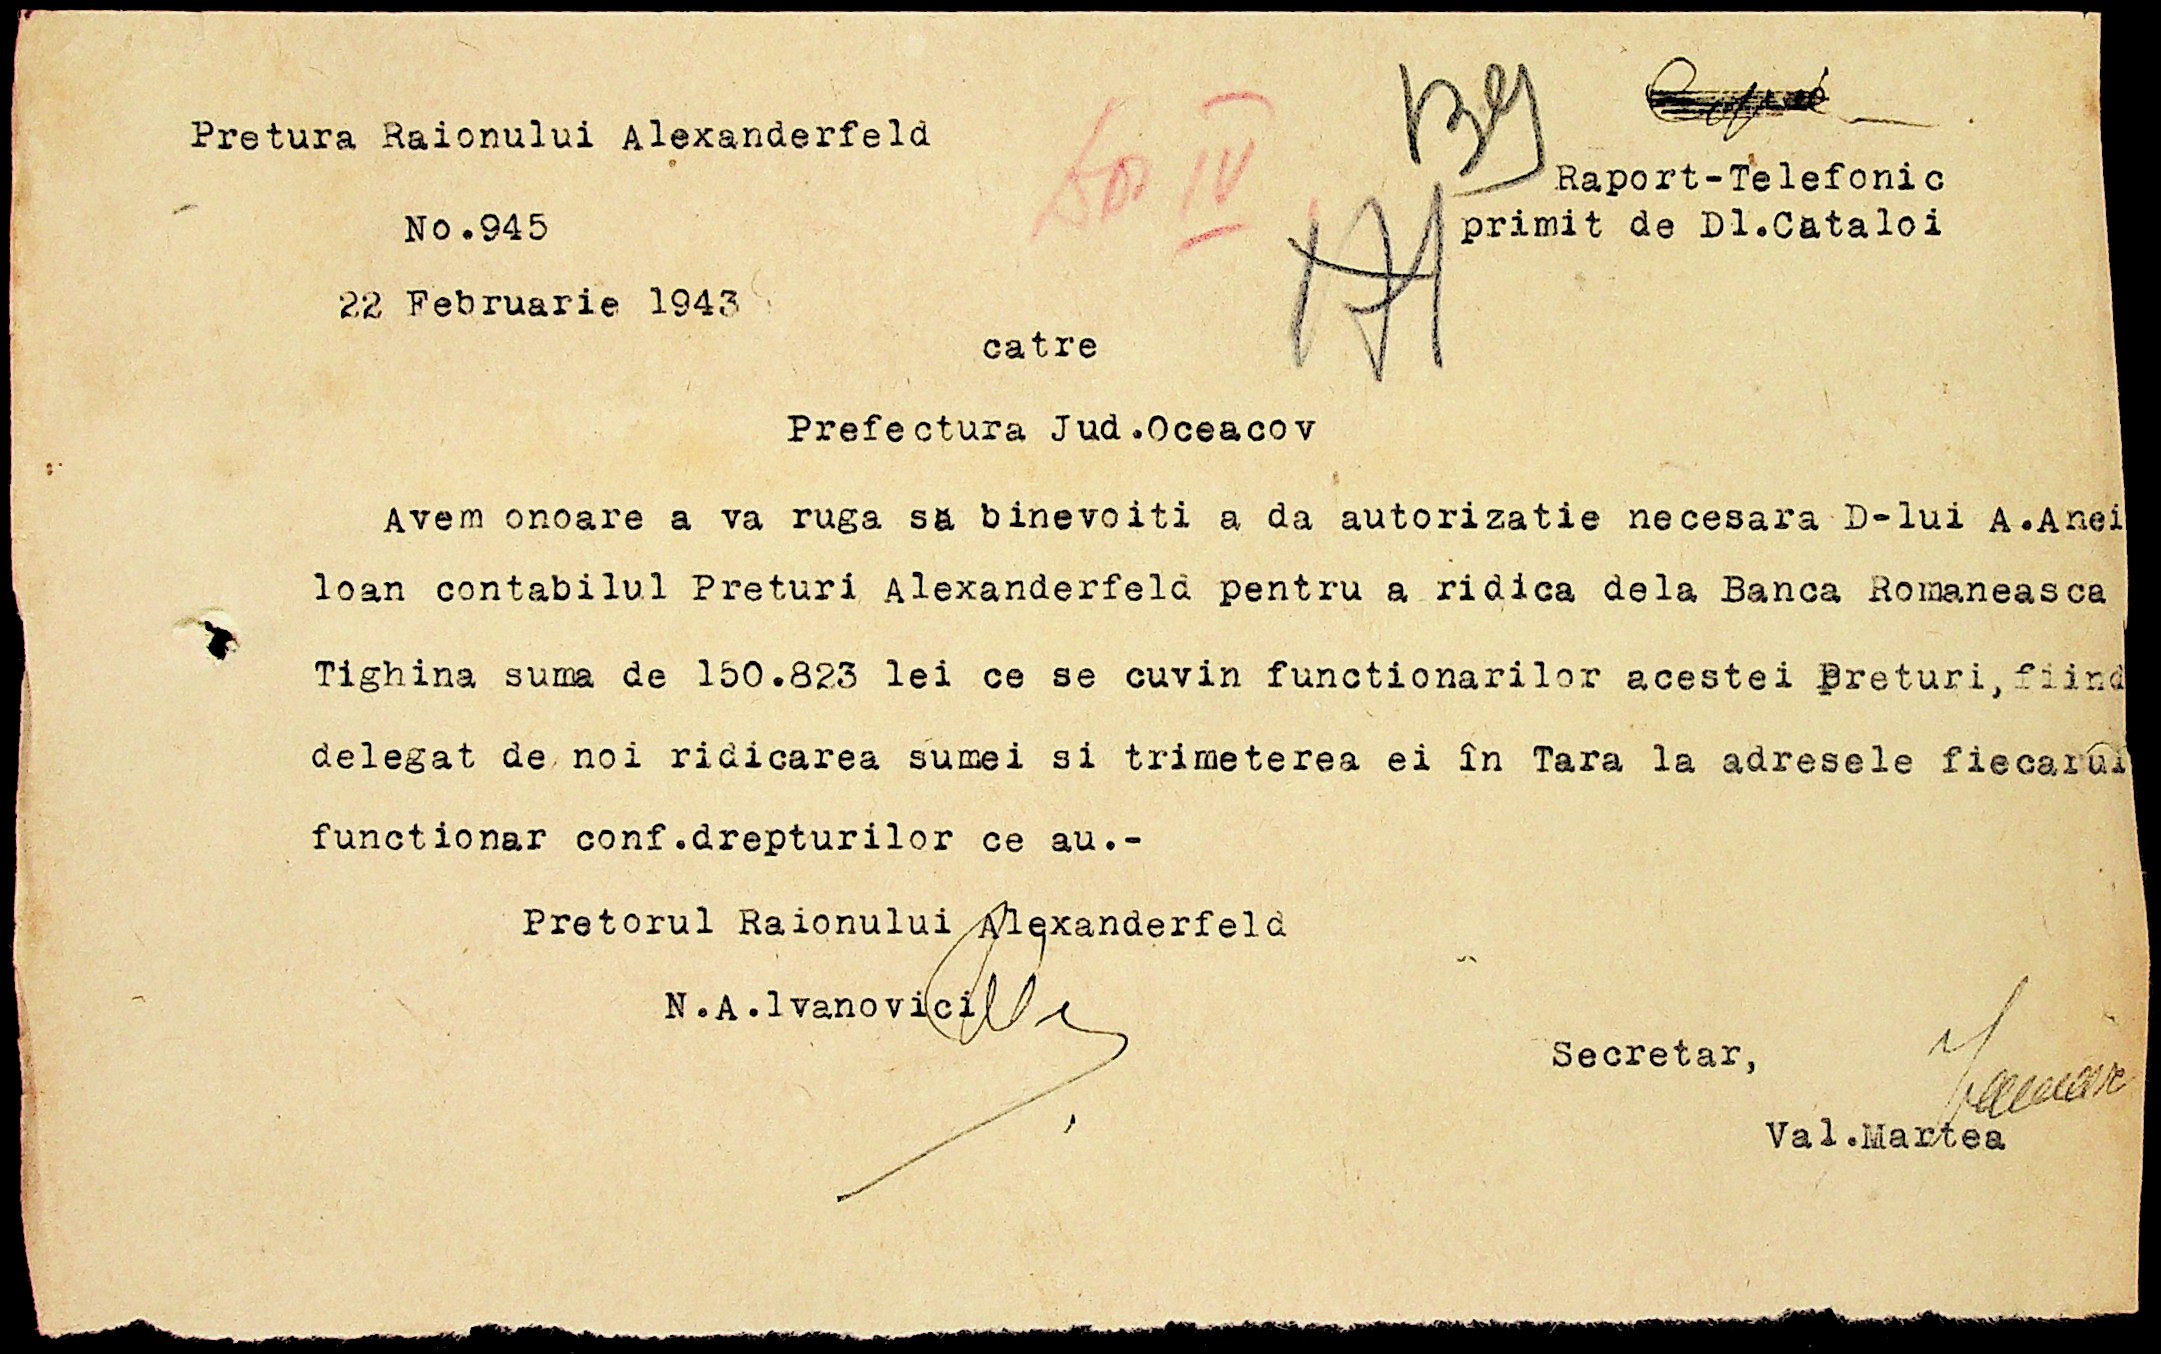 Pretura Raionului Alexanderfeld
No.945
22 Februarie 1943
IV
Raport-Telefonic
primit de Dl.Cataloi
catre
Prefectura Jud.Oceacov
Avem onoare a va ruga sa binevoiti a da autorizatie necesara D-lui A.Anei
loan contabilul Preturi Alexanderfeld pentru a ridica dela Banca Romaneasca
Tighina suma de 150.823 lei ce se cuvin functionarilor acestei Preturi,fiind
delegat de noi ridicarea sumei si trimeterea ei în Tara la adresele fiecarui
functionar conf.drepturilor ce au.-
Pretorul Raionului Alexanderfeld
N.A.lvanovici
Secretar,
Val.Martea